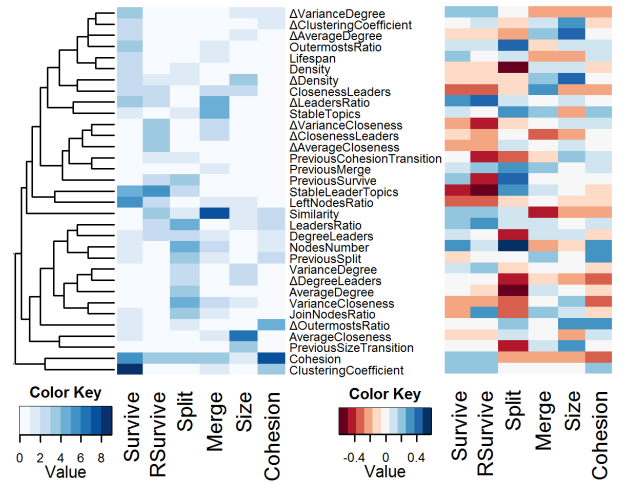 ΔVarianceDegree
ΔClusteringCoefficient
ΔAverageDegree
OutermostsRatio
Lifespan
Density
ΔDensity
ClosenessLeaders
ΔLeadersRatio
StableTopics
ΔVarianceCloseness
ΔClosenessLeaders
ΔAverageCloseness
PreviousCohesionTransition
PreviousMerge
PreviousSurvive
StableLeaderTopics
LeftNodesRatio
Similarity
LeadersRatio
DegreeLeaders
NodesNumber
PreviousSplit
VarianceDegree
ΔDegreeLeaders
AverageDegree
VarianceCloseness
JoinNodesRatio
ΔOutermostsRatio
AverageCloseness
PreviousSizeTransition
Cohesion
ClusteringCoefficient
Color Key
0 2 4 6 8
Value
Survive
RSurvive
Split
Merge
Size
Cohesion
Color Key
-0.4 0 0.4
Value
Survive
RSurvive
Split
Merge
Size
Cohesion